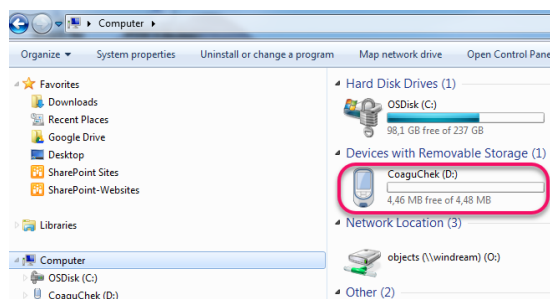 Computer
Organize
System properties
Uninstall or change a program
Map network drive
Open Control Pane
Favorites
Downloads
Recent Places
Google Drive
Desktop
SharePoint Sites
SharePoint-Websites
Libraries
Computer
OSDisk (C:)
CoaguChek (D:)
Hard Disk Drives (1)
OSDisk (C:)
98,1 GB free of 237 GB
Devices with Removable Storage (1)
CoaguChek (D:)
4,46 MB free of 4,48 MB
Network Location (3)
objects (\\windream) (O:)
Other (2)